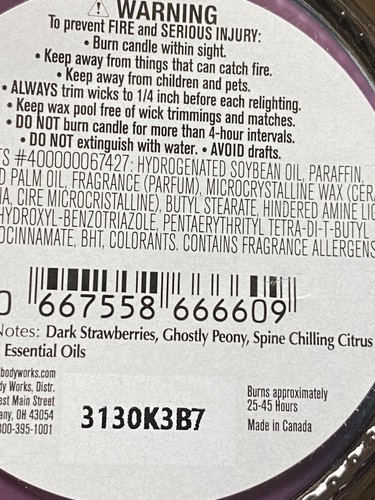 ⚠ WARNING
To prevent FIRE and SERIOUS INJURY:
• Burn candle within sight.
• Keep away from things that can catch fire.
• Keep away from children and pets.
• ALWAYS trim wicks to 1/4 inch before each relighting.
• Keep wax pool free of wick trimmings and matches.
• DO NOT burn candle for more than 4-hour intervals.
• DO NOT extinguish with water. • AVOID drafts.
TS #400000067427: HYDROGENATED SOYBEAN OIL, PARAFFIN,
D PALM OIL, FRAGRANCE (PARFUM), MICROCRYSTALLINE WAX (CERA
A, CIRE MICROCRISTALLINE), BUTYL STEARATE, HINDERED AMINE LIG
HYDROXYL-BENZOTRIAZOLE, PENTAERYTHRITYL TETRA-DI-T-BUTYL
OCINNAMATE, BHT, COLORANTS. CONTAINS FRAGRANCE ALLERGENS
0 667558 666609
Notes: Dark Strawberries, Ghostly Peony, Spine Chilling Citrus
Essential Oils
bodyworks.com
dy Works, Distr.
est Main Street
any, OH 43054
800-395-1001
3130K3B7
Burns approximately
25-45 Hours
Made in Canada